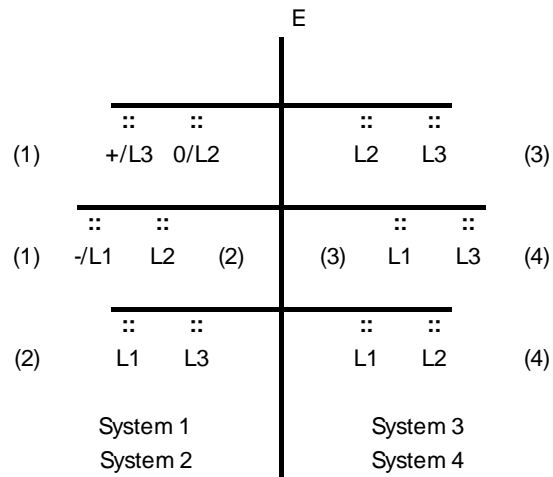 E
:: :: :: ::
(1) +/L3 0/L2 L2 L3 (3)
:: :: :: ::
(1) -/L1 L2 (2) (3) L1 L3 (4)
:: :: :: ::
(2) L1 L3 L1 L2 (4)
System 1 System 3
System 2 System 4